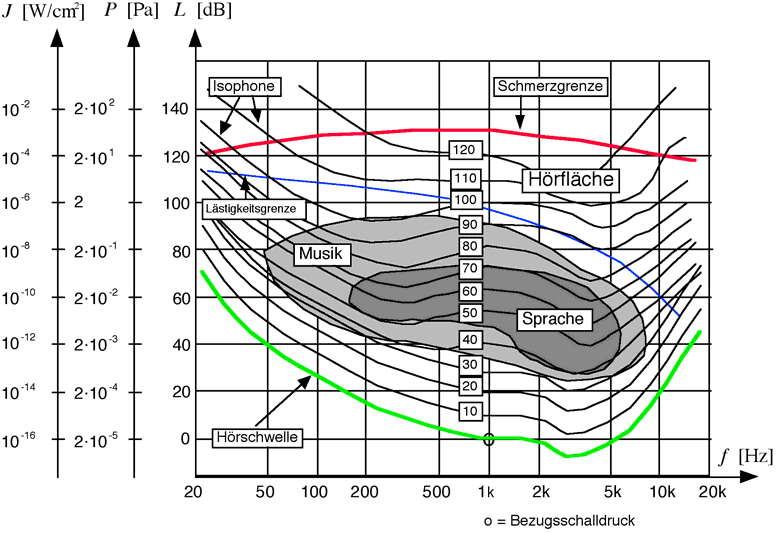 J [W/cm²] P [Pa] L [dB]
Isophone
Schmerzgrenze
10⁻² 2·10² 140
120
10⁻⁴ 2·10¹ 120
110
Hörfläche
10⁻⁶ 2 100
100
Lästigkeitsgrenze
90
10⁻⁸ 2·10⁻¹ 80
80
Musik
70
10⁻¹⁰ 2·10⁻² 60
60
50
Sprache
10⁻¹² 2·10⁻³ 40
40
30
10⁻¹⁴ 2·10⁻⁴ 20
20
10
Hörschwelle
10⁻¹⁶ 2·10⁻⁵ 0
f [Hz]
20 50 100 200 500 1k 2k 5k 10k 20k
o = Bezugsschalldruck